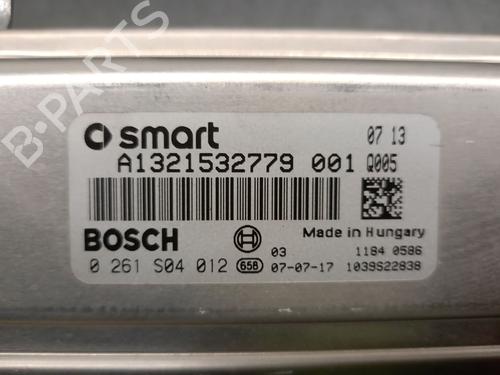 smart 07 13
A1321532779 001 Q005
BOSCH Made in Hungary
03 1184 0586
0 261 S04 012 658 07-07-17 1039S22838
B-Parts